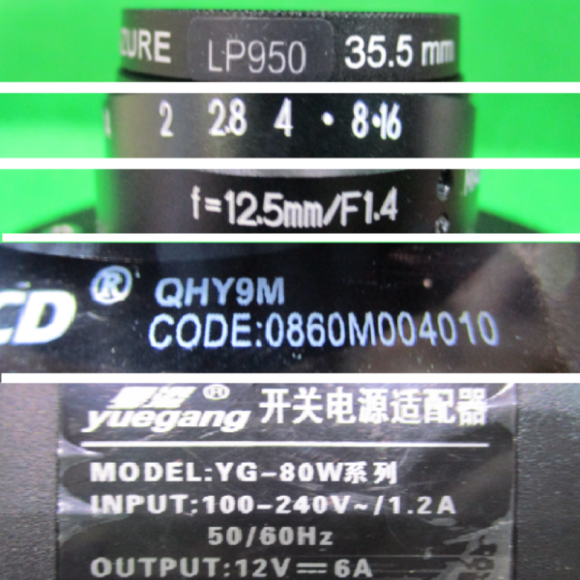 ZURE LP950 35.5 mm
2 2.8 4 • 8•16
f=12.5mm/F1.4
CD® QHY9M
CODE:0860M004010
yuegang® 开关电源适配器
MODEL:YG-80W系列
INPUT:100-240V~/1.2A
50/60Hz
OUTPUT:12V⎓6A